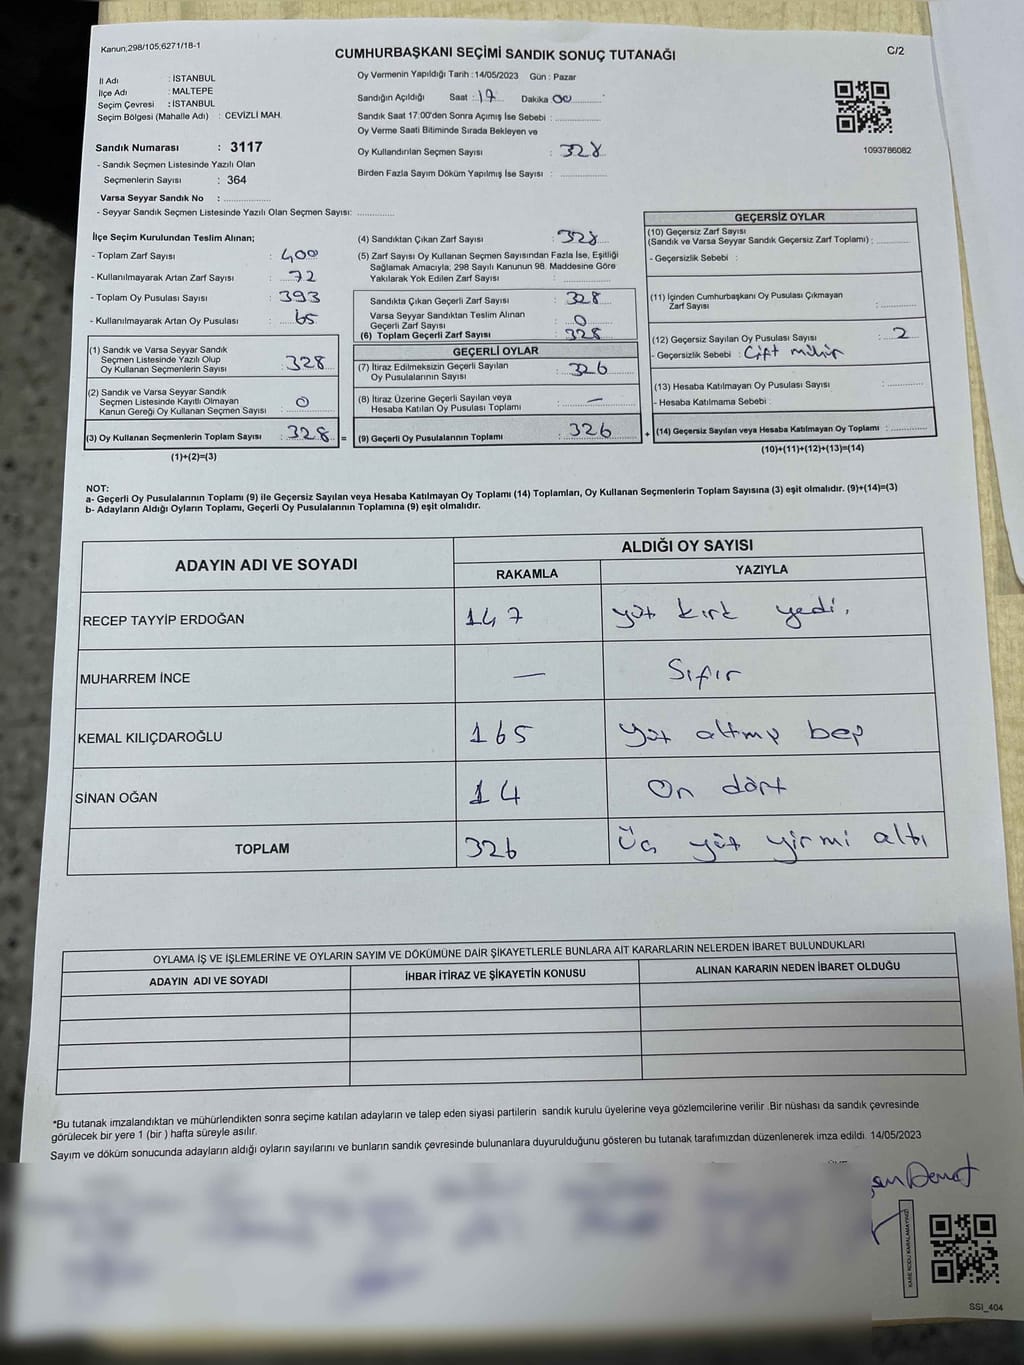 Kanun;298/105;6271/18-1
CUMHURBAŞKANI SEÇİMİ SANDIK SONUÇ TUTANAĞI
C/2
İl Adı : İSTANBUL
İlçe Adı : MALTEPE
Seçim Çevresi : İSTANBUL
Seçim Bölgesi (Mahalle Adı) : CEVİZLİ MAH.
Sandık Numarası : 3117
- Sandık Seçmen Listesinde Yazılı Olan
Seçmenlerin Sayısı : 364
Varsa Seyyar Sandık No : ..............
- Seyyar Sandık Seçmen Listesinde Yazılı Olan Seçmen Sayısı: ............
Oy Vermenin Yapıldığı Tarih : 14/05/2023 Gün : Pazar
Sandığın Açıldığı Saat : 17 Dakika 00
Sandık Saat 17:00'den Sonra Açımış İse Sebebi : ..............
Oy Verme Saati Bitiminde Sırada Bekleyen ve
Oy Kullandırılan Seçmen Sayısı : 328
Birden Fazla Sayım Döküm Yapılmış İse Sayısı : ..............
1093786082
İlçe Seçim Kurulundan Teslim Alınan;
- Toplam Zarf Sayısı : 400
- Kullanılmayarak Artan Zarf Sayısı : 72
- Toplam Oy Pusulası Sayısı : 393
- Kullanılmayarak Artan Oy Pusulası : 65
(1) Sandık ve Varsa Seyyar Sandık
Seçmen Listesinde Yazılı Olup
Oy Kullanan Seçmenlerin Sayısı : 328
(2) Sandık ve Varsa Seyyar Sandık
Seçmen Listesinde Kayıtlı Olmayan
Kanun Gereği Oy Kullanan Seçmen Sayısı : 0
(3) Oy Kullanan Seçmenlerin Toplam Sayısı : 328 =
(1)+(2)=(3)
(4) Sandıktan Çıkan Zarf Sayısı : 328
(5) Zarf Sayısı Oy Kullanan Seçmen Sayısından Fazla İse, Eşitliği
Sağlamak Amacıyla; 298 Sayılı Kanunun 98. Maddesine Göre
Yakılarak Yok Edilen Zarf Sayısı : ..............
Sandıkta Çıkan Geçerli Zarf Sayısı : 328
Varsa Seyyar Sandıktan Teslim Alınan
Geçerli Zarf Sayısı : 0
(6) Toplam Geçerli Zarf Sayısı : 328
GEÇERLİ OYLAR
(7) İtiraz Edilmeksizin Geçerli Sayılan
Oy Pusulalarının Sayısı : 326
(8) İtiraz Üzerine Geçerli Sayılan veya
Hesaba Katılan Oy Pusulası Toplamı : —
(9) Geçerli Oy Pusulalarının Toplamı : 326 +
GEÇERSİZ OYLAR
(10) Geçersiz Zarf Sayısı
(Sandık ve Varsa Seyyar Sandık Geçersiz Zarf Toplamı) : ............
- Geçersizlik Sebebi :
(11) İçinden Cumhurbaşkanı Oy Pusulası Çıkmayan
Zarf Sayısı : ............
(12) Geçersiz Sayılan Oy Pusulası Sayısı : 2
- Geçersizlik Sebebi : Çift mühür
(13) Hesaba Katılmayan Oy Pusulası Sayısı : ............
- Hesaba Katılmama Sebebi :
(14) Geçersiz Sayılan veya Hesaba Katılmayan Oy Toplamı : ............
(10)+(11)+(12)+(13)=(14)
NOT:
a- Geçerli Oy Pusulalarının Toplamı (9) ile Geçersiz Sayılan veya Hesaba Katılmayan Oy Toplamı (14) Toplamları, Oy Kullanan Seçmenlerin Toplam Sayısına (3) eşit olmalıdır. (9)+(14)=(3)
b- Adayların Aldığı Oyların Toplamı, Geçerli Oy Pusulalarının Toplamına (9) eşit olmalıdır.
ADAYIN ADI VE SOYADI
ALDIĞI OY SAYISI
RAKAMLA YAZIYLA
RECEP TAYYİP ERDOĞAN 147 yüz kırk yedi.
MUHARREM İNCE — Sıfır
KEMAL KILIÇDAROĞLU 165 yüz altmış beş
SİNAN OĞAN 14 On dört
TOPLAM 326 Üç yüz yirmi altı
OYLAMA İŞ VE İŞLEMLERİNE VE OYLARIN SAYIM VE DÖKÜMÜNE DAİR ŞİKAYETLERLE BUNLARA AİT KARARLARIN NELERDEN İBARET BULUNDUKLARI
ADAYIN ADI VE SOYADI İHBAR İTİRAZ VE ŞİKAYETİN KONUSU ALINAN KARARIN NEDEN İBARET OLDUĞU
*Bu tutanak imzalandıktan ve mühürlendikten sonra seçime katılan adayların ve talep eden siyasi partilerin sandık kurulu üyelerine veya gözlemcilerine verilir .Bir nüshası da sandık çevresinde
görülecek bir yere 1 (bir ) hafta süreyle asılır.
Sayım ve döküm sonucunda adayların aldığı oyların sayılarını ve bunların sandık çevresinde bulunanlara duyurulduğunu gösteren bu tutanak tarafımızdan düzenlenerek imza edildi. 14/05/2023
KARE KODU KARALAMAYINIZ!
SSI_404